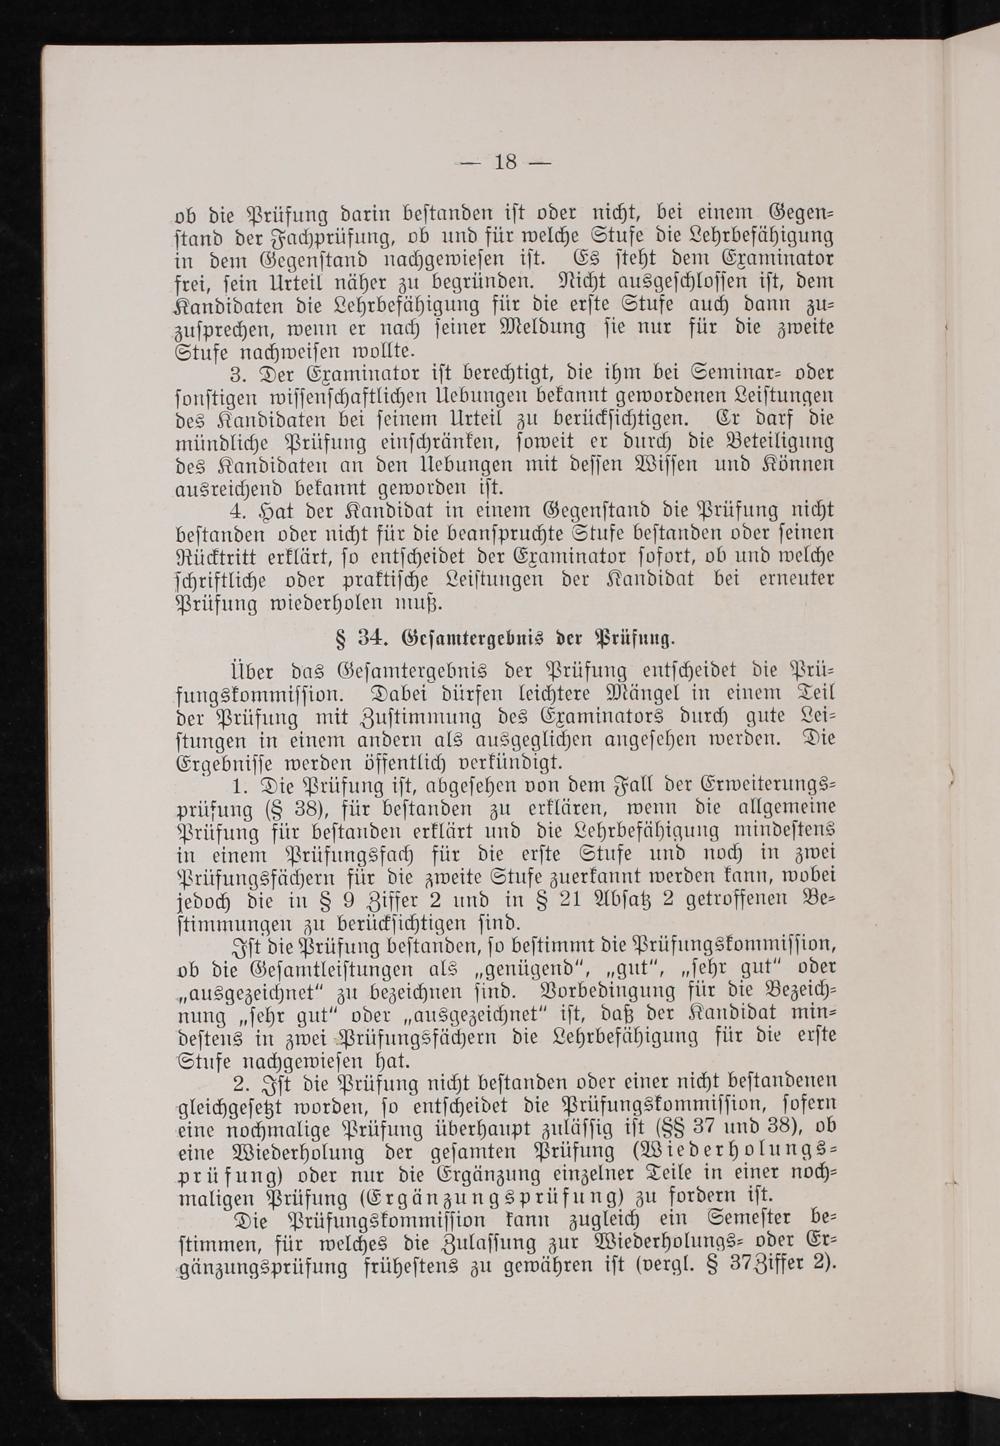 — 18 —
ob die Prüfung darin bestanden ist oder nicht, bei einem Gegen-
stand der Fachprüfung, ob und für welche Stufe die Lehrbefähigung
in dem Gegenstand nachgewiesen ist. Es steht dem Examinator
frei, sein Urteil näher zu begründen. Nicht ausgeschlossen ist, dem
Kandidaten die Lehrbefähigung für die erste Stufe auch dann zu-
zusprechen, wenn er nach seiner Meldung sie nur für die zweite
Stufe nachweisen wollte.
3. Der Examinator ist berechtigt, die ihm bei Seminar- oder
sonstigen wissenschaftlichen Uebungen bekannt gewordenen Leistungen
des Kandidaten bei seinem Urteil zu berücksichtigen. Er darf die
mündliche Prüfung einschränken, soweit er durch die Beteiligung
des Kandidaten an den Uebungen mit dessen Wissen und Können
ausreichend bekannt geworden ist.
4. Hat der Kandidat in einem Gegenstand die Prüfung nicht
bestanden oder nicht für die beanspruchte Stufe bestanden oder seinen
Rücktritt erklärt, so entscheidet der Examinator sofort, ob und welche
schriftliche oder praktische Leistungen der Kandidat bei erneuter
Prüfung wiederholen muß.
§ 34. Gesamtergebnis der Prüfung.
Über das Gesamtergebnis der Prüfung entscheidet die Prü-
fungskommission. Dabei dürfen leichtere Mängel in einem Teil
der Prüfung mit Zustimmung des Examinators durch gute Lei-
stungen in einem andern als ausgeglichen angesehen werden. Die
Ergebnisse werden öffentlich verkündigt.
1. Die Prüfung ist, abgesehen von dem Fall der Erweiterungs-
prüfung (§ 38), für bestanden zu erklären, wenn die allgemeine
Prüfung für bestanden erklärt und die Lehrbefähigung mindestens
in einem Prüfungsfach für die erste Stufe und noch in zwei
Prüfungsfächern für die zweite Stufe zuerkannt werden kann, wobei
jedoch die in § 9 Ziffer 2 und in § 21 Absatz 2 getroffenen Be-
stimmungen zu berücksichtigen sind.
Ist die Prüfung bestanden, so bestimmt die Prüfungskommission,
ob die Gesamtleistungen als „genügend“, „gut“, „sehr gut“ oder
„ausgezeichnet“ zu bezeichnen sind. Vorbedingung für die Bezeich-
nung „sehr gut“ oder „ausgezeichnet“ ist, daß der Kandidat min-
destens in zwei Prüfungsfächern die Lehrbefähigung für die erste
Stufe nachgewiesen hat.
2. Ist die Prüfung nicht bestanden oder einer nicht bestandenen
gleichgesetzt worden, so entscheidet die Prüfungskommission, sofern
eine nochmalige Prüfung überhaupt zulässig ist (§§ 37 und 38), ob
eine Wiederholung der gesamten Prüfung (Wiederholungs-
prüfung) oder nur die Ergänzung einzelner Teile in einer noch-
maligen Prüfung (Ergänzungsprüfung) zu fordern ist.
Die Prüfungskommission kann zugleich ein Semester be-
stimmen, für welches die Zulassung zur Wiederholungs- oder Er-
gänzungsprüfung frühestens zu gewähren ist (vergl. § 37 Ziffer 2).